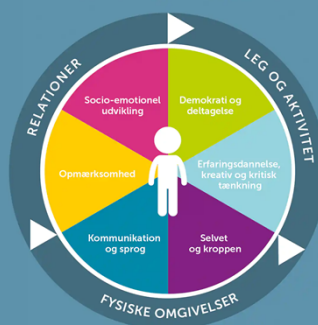 RELATIONER
LEG OG AKTIVITET
Socio-emotionel
udvikling
Demokrati og
deltagelse
Opmærksomhed
Erfaringsdannelse,
kreativ og kritisk
tænkning
Kommunikation
og sprog
Selvet
og kroppen
FYSISKE OMGIVELSER